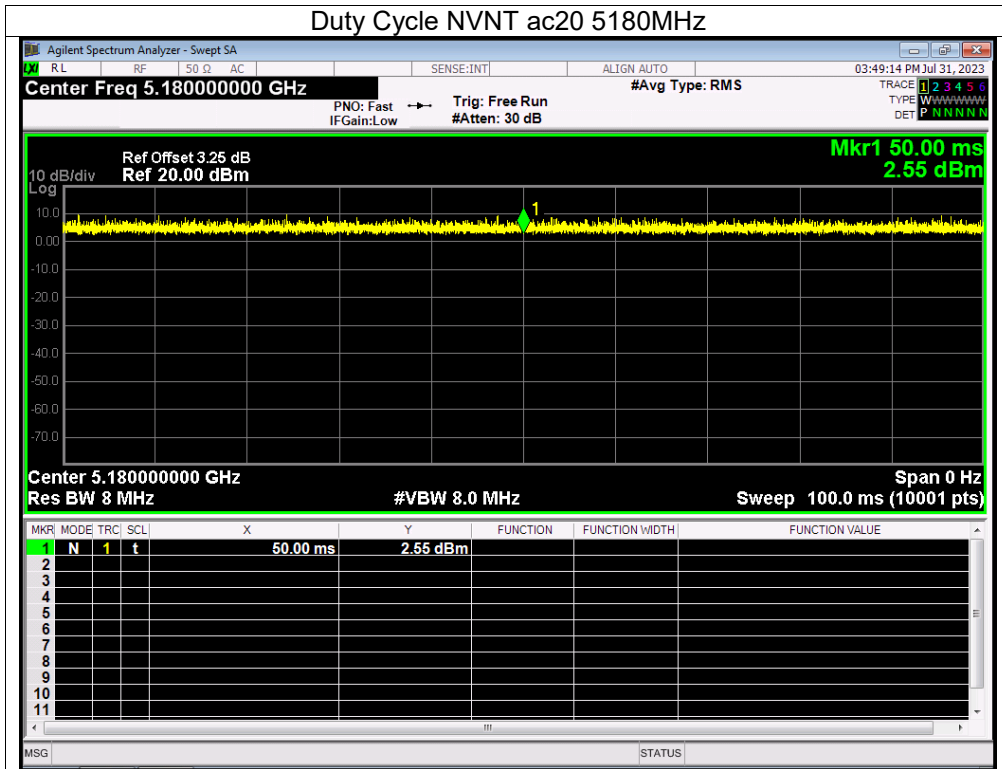 Duty Cycle NVNT ac20 5180MHz
Agilent Spectrum Analyzer - Swept SA
LXI RL RF 50 Ω AC SENSE:INT ALIGN AUTO 03:49:14 PM Jul 31, 2023
Center Freq 5.180000000 GHz #Avg Type: RMS TRACE 1 2 3 4 5 6
PNO: Fast Trig: Free Run TYPE WWWWWW
IFGain:Low #Atten: 30 dB DET P N N N N N
Mkr1 50.00 ms
Ref Offset 3.25 dB
10 dB/div Ref 20.00 dBm 2.55 dBm
Log
1
10.0
0.00
-10.0
-20.0
-30.0
-40.0
-50.0
-60.0
-70.0
Center 5.180000000 GHz Span 0 Hz
Res BW 8 MHz #VBW 8.0 MHz Sweep 100.0 ms (10001 pts)
MKR MODE TRC SCL X Y FUNCTION FUNCTION WIDTH FUNCTION VALUE
1 N 1 t 50.00 ms 2.55 dBm
2
3
4
5
6
7
8
9
10
11
MSG STATUS